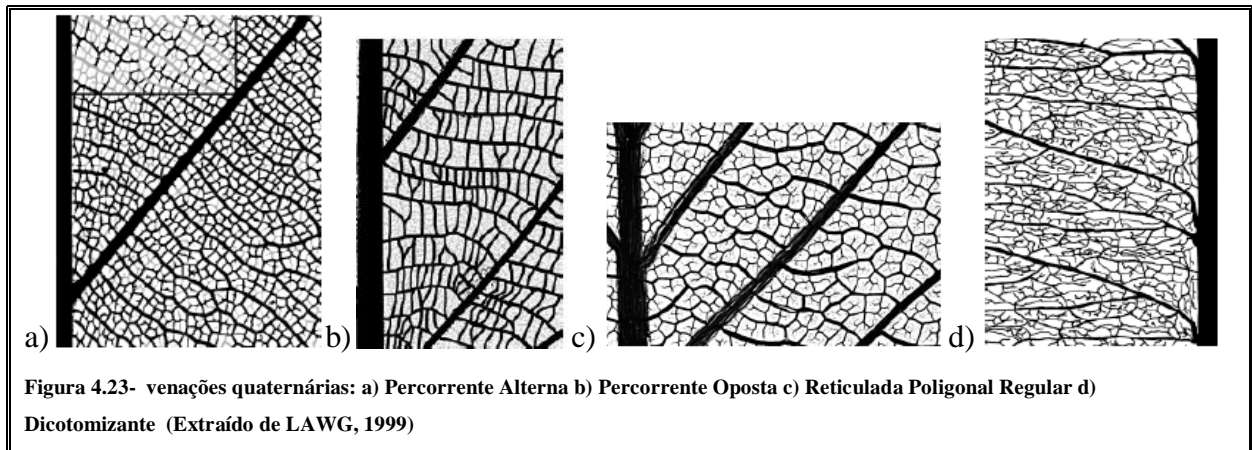 a) b) c) d)
Figura 4.23- venações quaternárias: a) Percorrente Alterna b) Percorrente Oposta c) Reticulada Poligonal Regular d)
Dicotomizante (Extraído de LAWG, 1999)